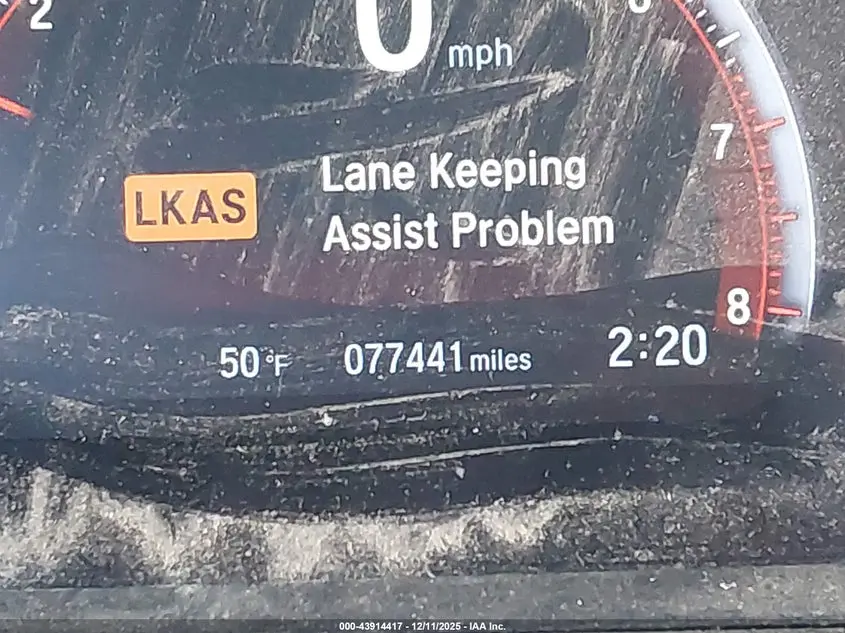 2
0 mph
6
7
LKAS
Lane Keeping
Assist Problem
8
50°F 077441 miles 2:20
000-43914417 - 12/11/2025 - IAA Inc.